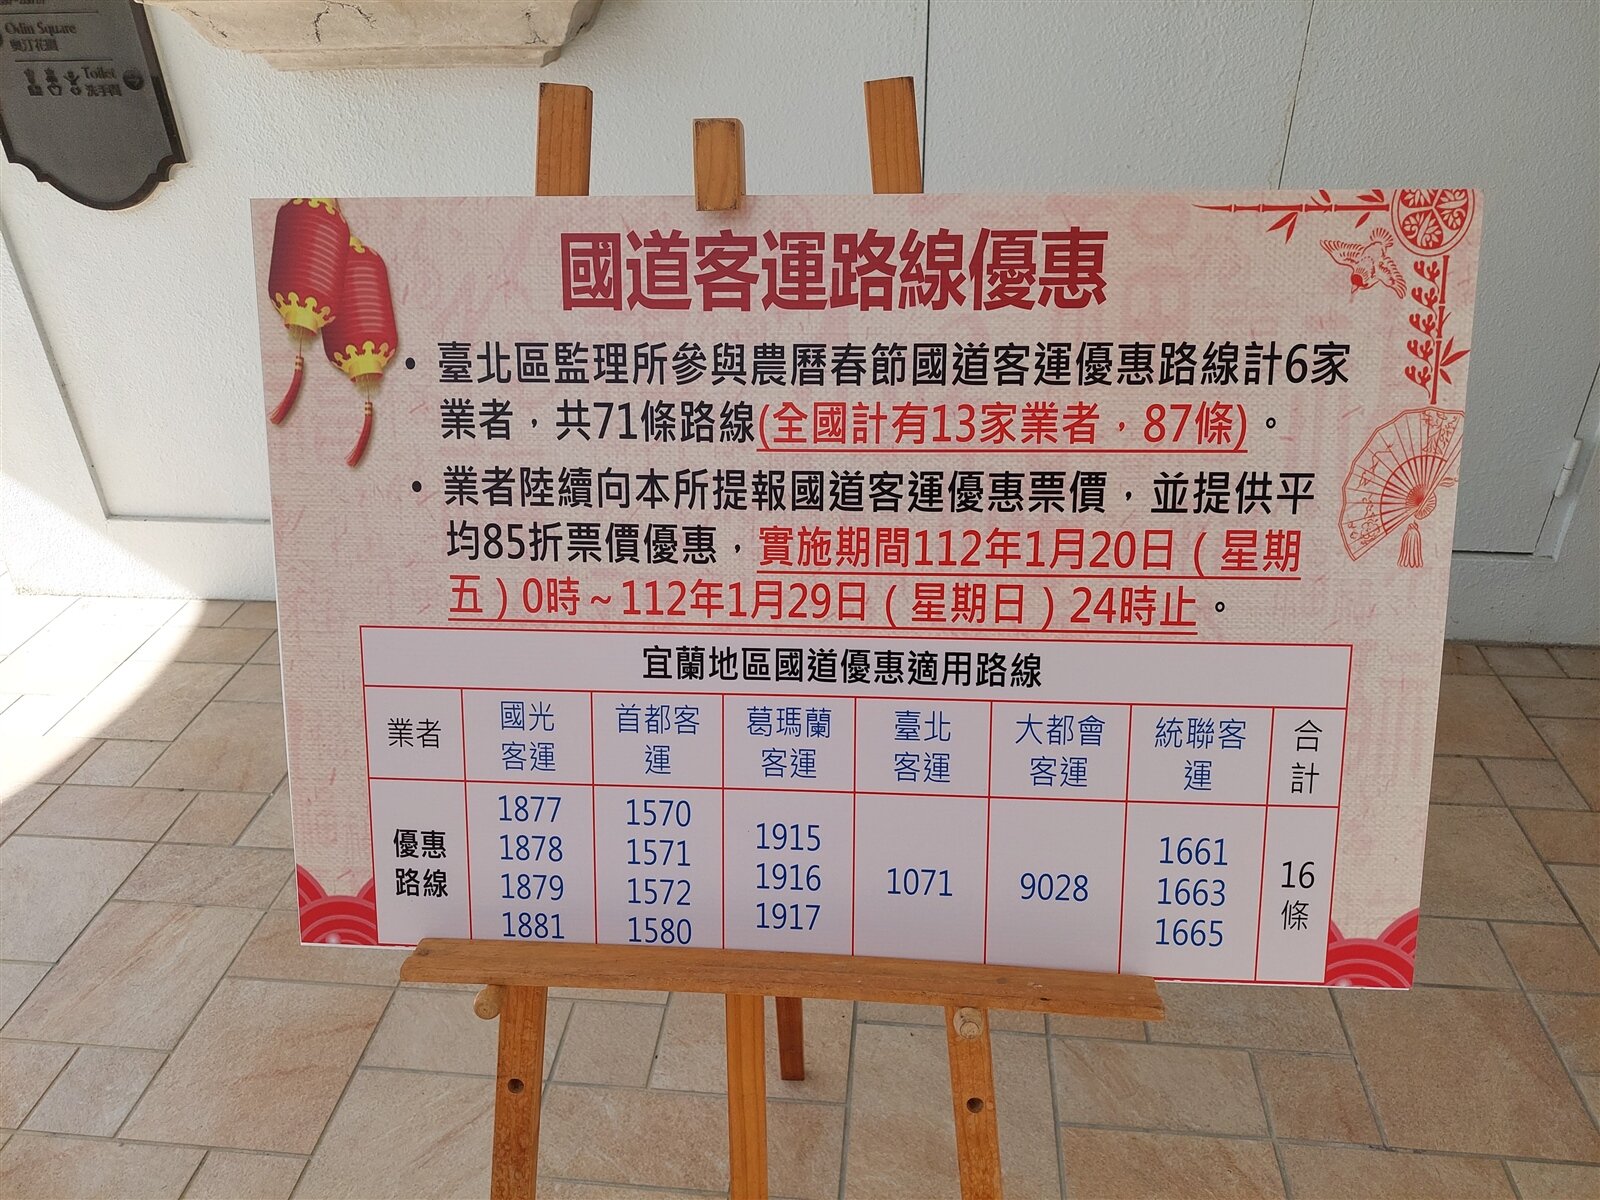 Odin Square
奧汀花園
Toilet
洗手間
國道客運路線優惠
• 臺北區監理所參與農曆春節國道客運優惠路線計6家
業者，共71條路線(全國計有13家業者，87條)。
• 業者陸續向本所提報國道客運優惠票價，並提供平
均85折票價優惠，實施期間112年1月20日（星期
五）0時～112年1月29日（星期日）24時止。
宜蘭地區國道優惠適用路線
業者 國光客運 首都客運 葛瑪蘭客運 臺北客運 大都會客運 統聯客運 合計
優惠路線 1877 1878 1879 1881 1570 1571 1572 1580 1915 1916 1917 1071 9028 1661 1663 1665 16條